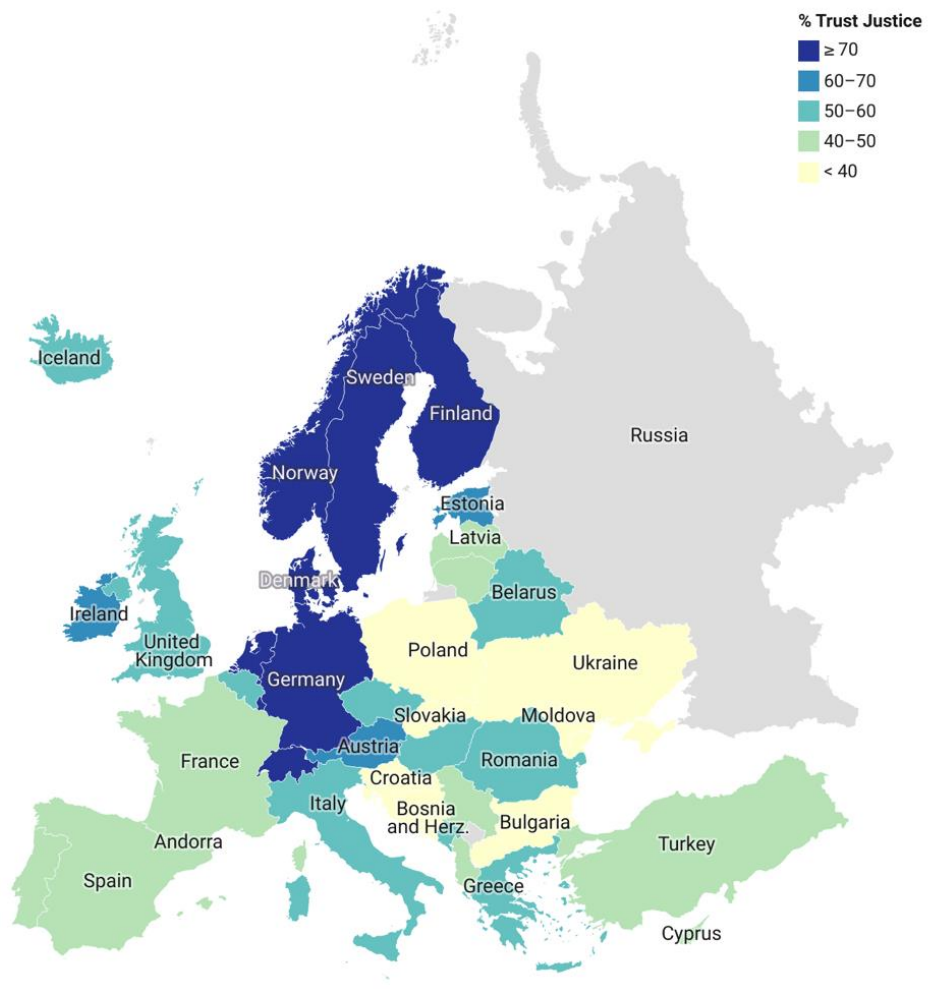 % Trust Justice
≥ 70
60–70
50–60
40–50
< 40
Iceland
Sweden
Finland
Russia
Norway
Estonia
Latvia
Denmark
Belarus
Ireland
United
Kingdom
Poland
Ukraine
Germany
Slovakia
Moldova
Austria
France
Romania
Croatia
Italy
Bosnia
and Herz.
Bulgaria
Andorra
Turkey
Spain
Greece
Cyprus